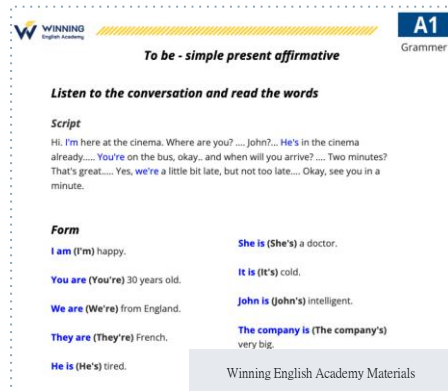 WINNING
English Academy
A1
Grammer
To be - simple present affirmative
Listen to the conversation and read the words
Script
Hi. I'm here at the cinema. Where are you? .... John?... He's in the cinema
already..... You're on the bus, okay.. and when will you arrive? .... Two minutes?
That's great..... Yes, we're a little bit late, but not too late.... Okay, see you in a
minute.
Form
I am (I'm) happy.
You are (You're) 30 years old.
We are (We're) from England.
They are (They're) French.
He is (He's) tired.
She is (She's) a doctor.
It is (It's) cold.
John is (John's) intelligent.
The company is (The company's)
very big.
Winning English Academy Materials